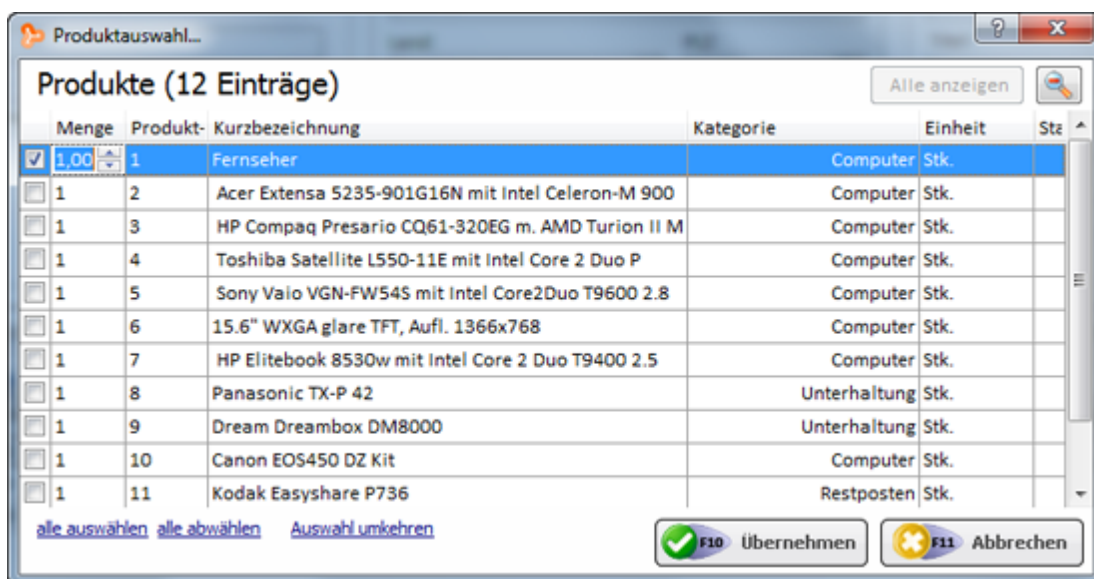 Produktauswahl...
Produkte (12 Einträge)
Alle anzeigen
Menge Produkt- Kurzbezeichnung Kategorie Einheit Sta
1,00 1 Fernseher Computer Stk.
1 2 Acer Extensa 5235-901G16N mit Intel Celeron-M 900 Computer Stk.
1 3 HP Compaq Presario CQ61-320EG m. AMD Turion II M Computer Stk.
1 4 Toshiba Satellite L550-11E mit Intel Core 2 Duo P Computer Stk.
1 5 Sony Vaio VGN-FW54S mit Intel Core2Duo T9600 2.8 Computer Stk.
1 6 15.6" WXGA glare TFT, Aufl. 1366x768 Computer Stk.
1 7 HP Elitebook 8530w mit Intel Core 2 Duo T9400 2.5 Computer Stk.
1 8 Panasonic TX-P 42 Unterhaltung Stk.
1 9 Dream Dreambox DM8000 Unterhaltung Stk.
1 10 Canon EOS450 DZ Kit Computer Stk.
1 11 Kodak Easyshare P736 Restposten Stk.
alle auswählen alle abwählen Auswahl umkehren
F10 Übernehmen F11 Abbrechen